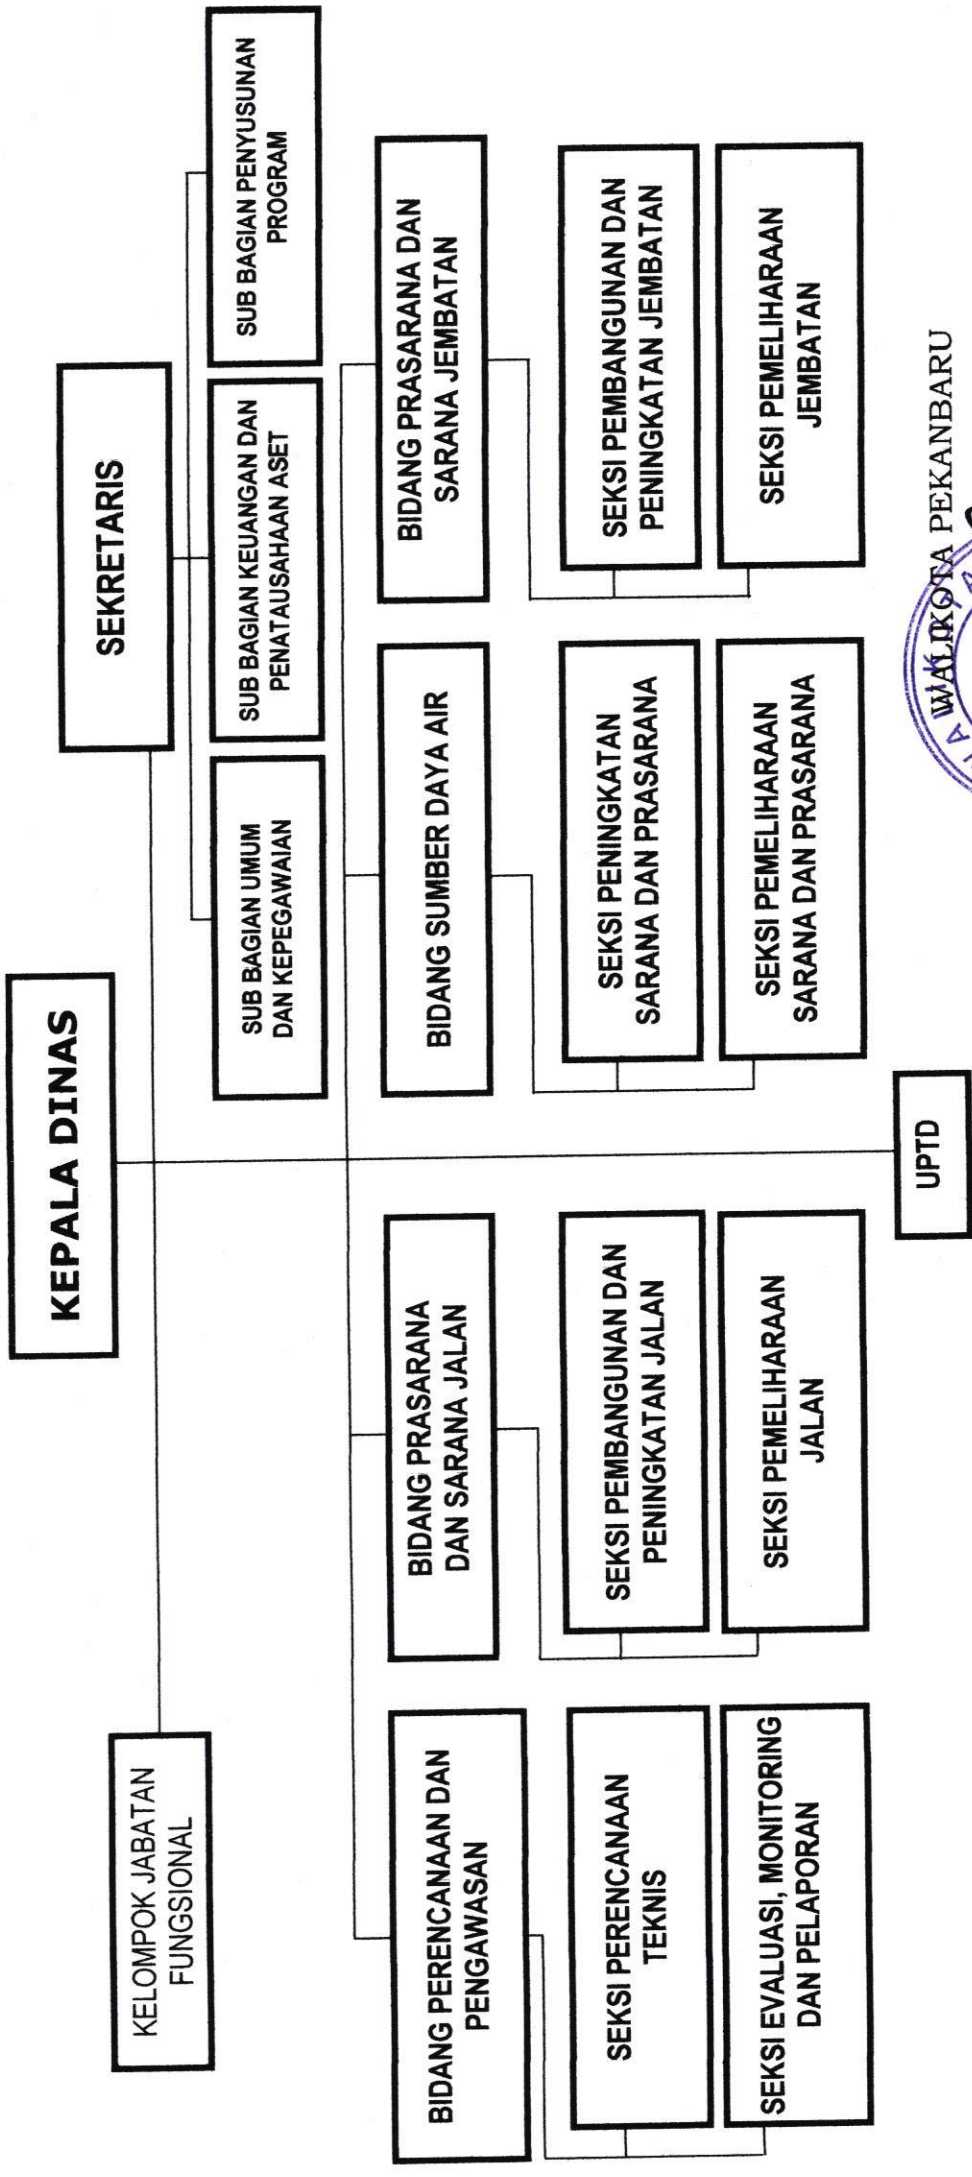 KEPALA DINAS
KELOMPOK JABATAN
FUNGSIONAL
SEKRETARIS
SUB BAGIAN UMUM
DAN KEPEGAWAIAN
SUB BAGIAN KEUANGAN DAN
PENATAUSAHAAN ASET
SUB BAGIAN PENYUSUNAN
PROGRAM
BIDANG PERENCANAAN DAN
PENGAWASAN
BIDANG PRASARANA
DAN SARANA JALAN
BIDANG SUMBER DAYA AIR
BIDANG PRASARANA DAN
SARANA JEMBATAN
SEKSI PERENCANAAN
TEKNIS
SEKSI PEMBANGUNAN DAN
PENINGKATAN JALAN
SEKSI PENINGKATAN
SARANA DAN PRASARANA
SEKSI PEMBANGUNAN DAN
PENINGKATAN JEMBATAN
SEKSI EVALUASI, MONITORING
DAN PELAPORAN
SEKSI PEMELIHARAAN
JALAN
SEKSI PEMELIHARAAN
SARANA DAN PRASARANA
SEKSI PEMELIHARAAN
JEMBATAN
UPTD
WALIKOTA PEKANBARU